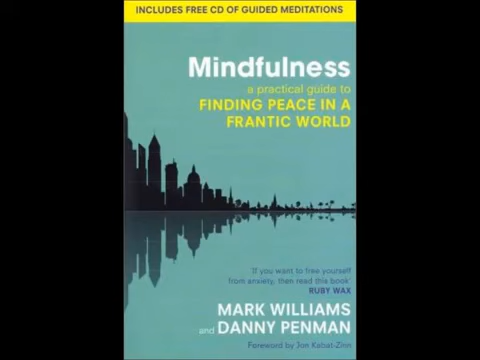 INCLUDES FREE CD OF GUIDED MEDITATIONS
Mindfulness
a practical guide to
FINDING PEACE IN A
FRANTIC WORLD
'If you want to free yourself
from anxiety, then read this book'
RUBY WAX
MARK WILLIAMS
and DANNY PENMAN
Foreword by Jon Kabat-Zinn